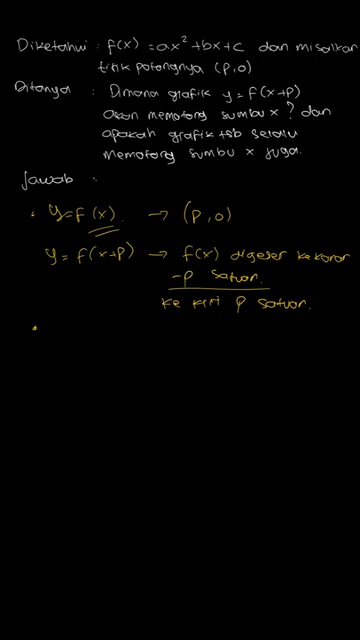 Diketahui : f(x) = ax² + bx + c dan misalkan
titik potongnya (p,0)
Ditanya : Dimana grafik y = f(x+p)
akan memotong sumbu x? dan
apakah grafik tsb selalu
memotong sumbu x juga.
Jawab :
• y = f(x) → (p,0)
y = f(x+p) → f(x) digeser ke kanan
-p satuan
ke kiri p satuan.